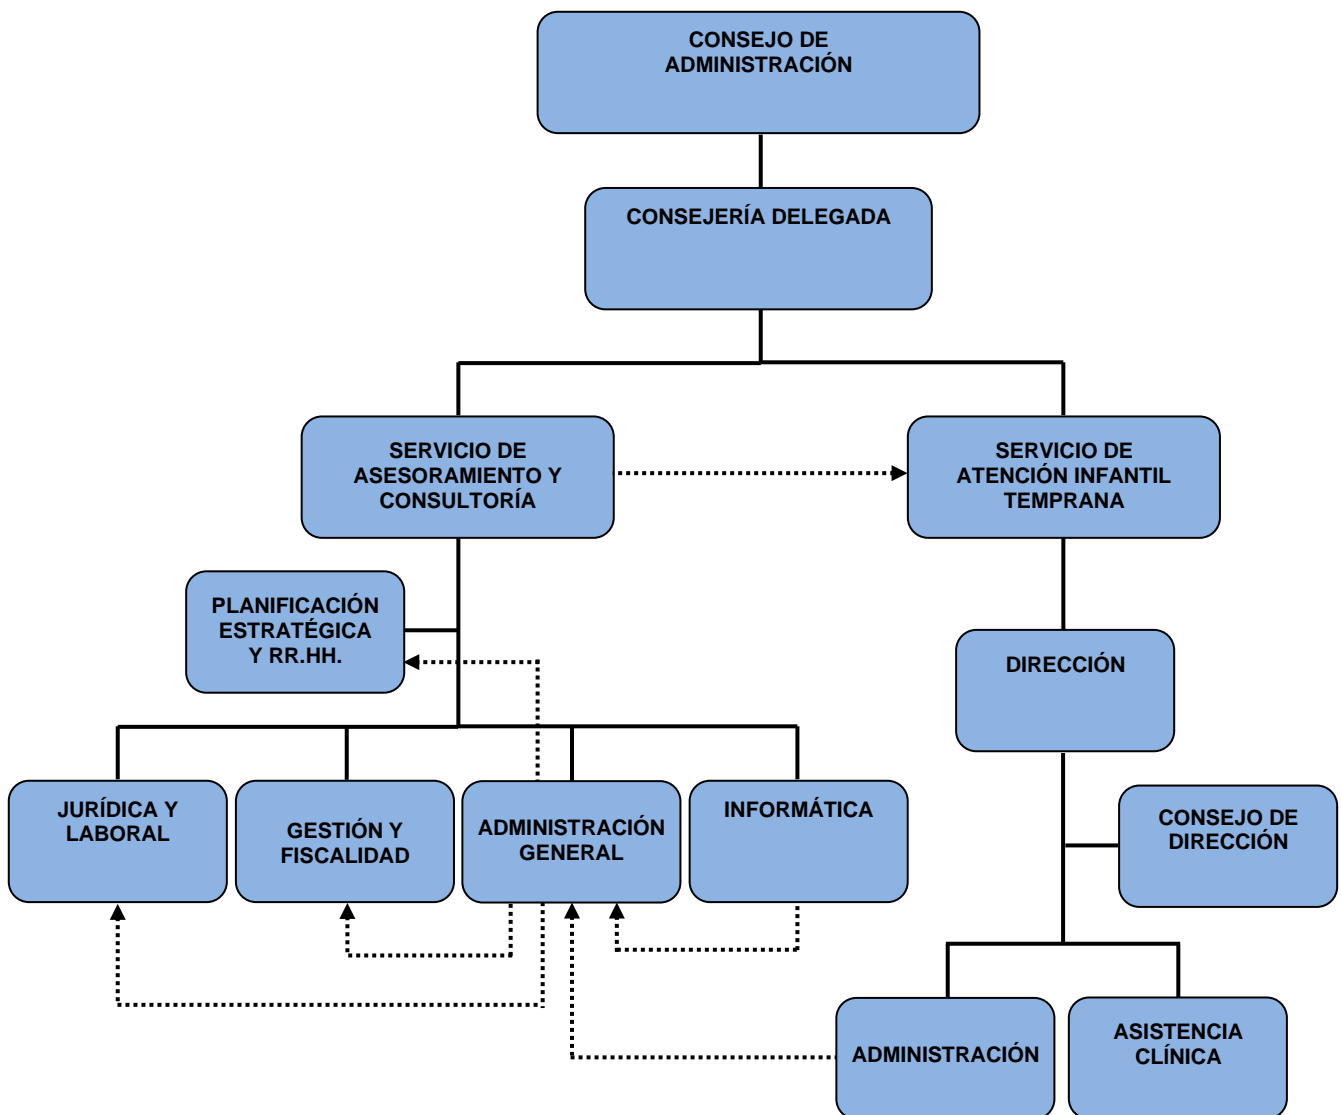 CONSEJO DE
ADMINISTRACIÓN
CONSEJERÍA DELEGADA
SERVICIO DE
ASESORAMIENTO Y
CONSULTORÍA
SERVICIO DE
ATENCIÓN INFANTIL
TEMPRANA
PLANIFICACIÓN
ESTRATÉGICA
Y RR.HH.
DIRECCIÓN
JURÍDICA Y
LABORAL
GESTIÓN Y
FISCALIDAD
ADMINISTRACIÓN
GENERAL
INFORMÁTICA
CONSEJO DE
DIRECCIÓN
ADMINISTRACIÓN
ASISTENCIA
CLÍNICA